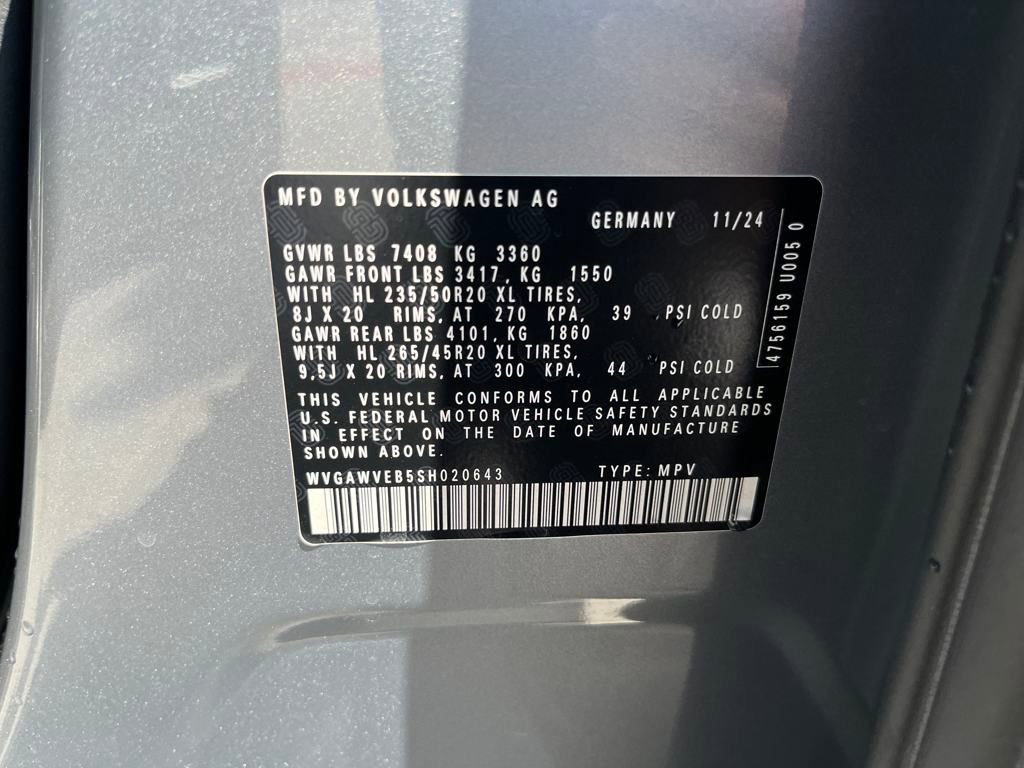 MFD BY VOLKSWAGEN AG
GERMANY 11/24
GVWR LBS 7408 KG 3360
GAWR FRONT LBS 3417, KG 1550
WITH HL 235/50R20 XL TIRES,
8J X 20 RIMS, AT 270 KPA, 39 PSI COLD
GAWR REAR LBS 4101, KG 1860
WITH HL 265/45R20 XL TIRES,
9,5J X 20 RIMS, AT 300 KPA, 44 PSI COLD
THIS VEHICLE CONFORMS TO ALL APPLICABLE
U.S. FEDERAL MOTOR VEHICLE SAFETY STANDARDS
IN EFFECT ON THE DATE OF MANUFACTURE
SHOWN ABOVE.
WVGAWVEB5SH020643 TYPE: MPV
4756159 U005 0